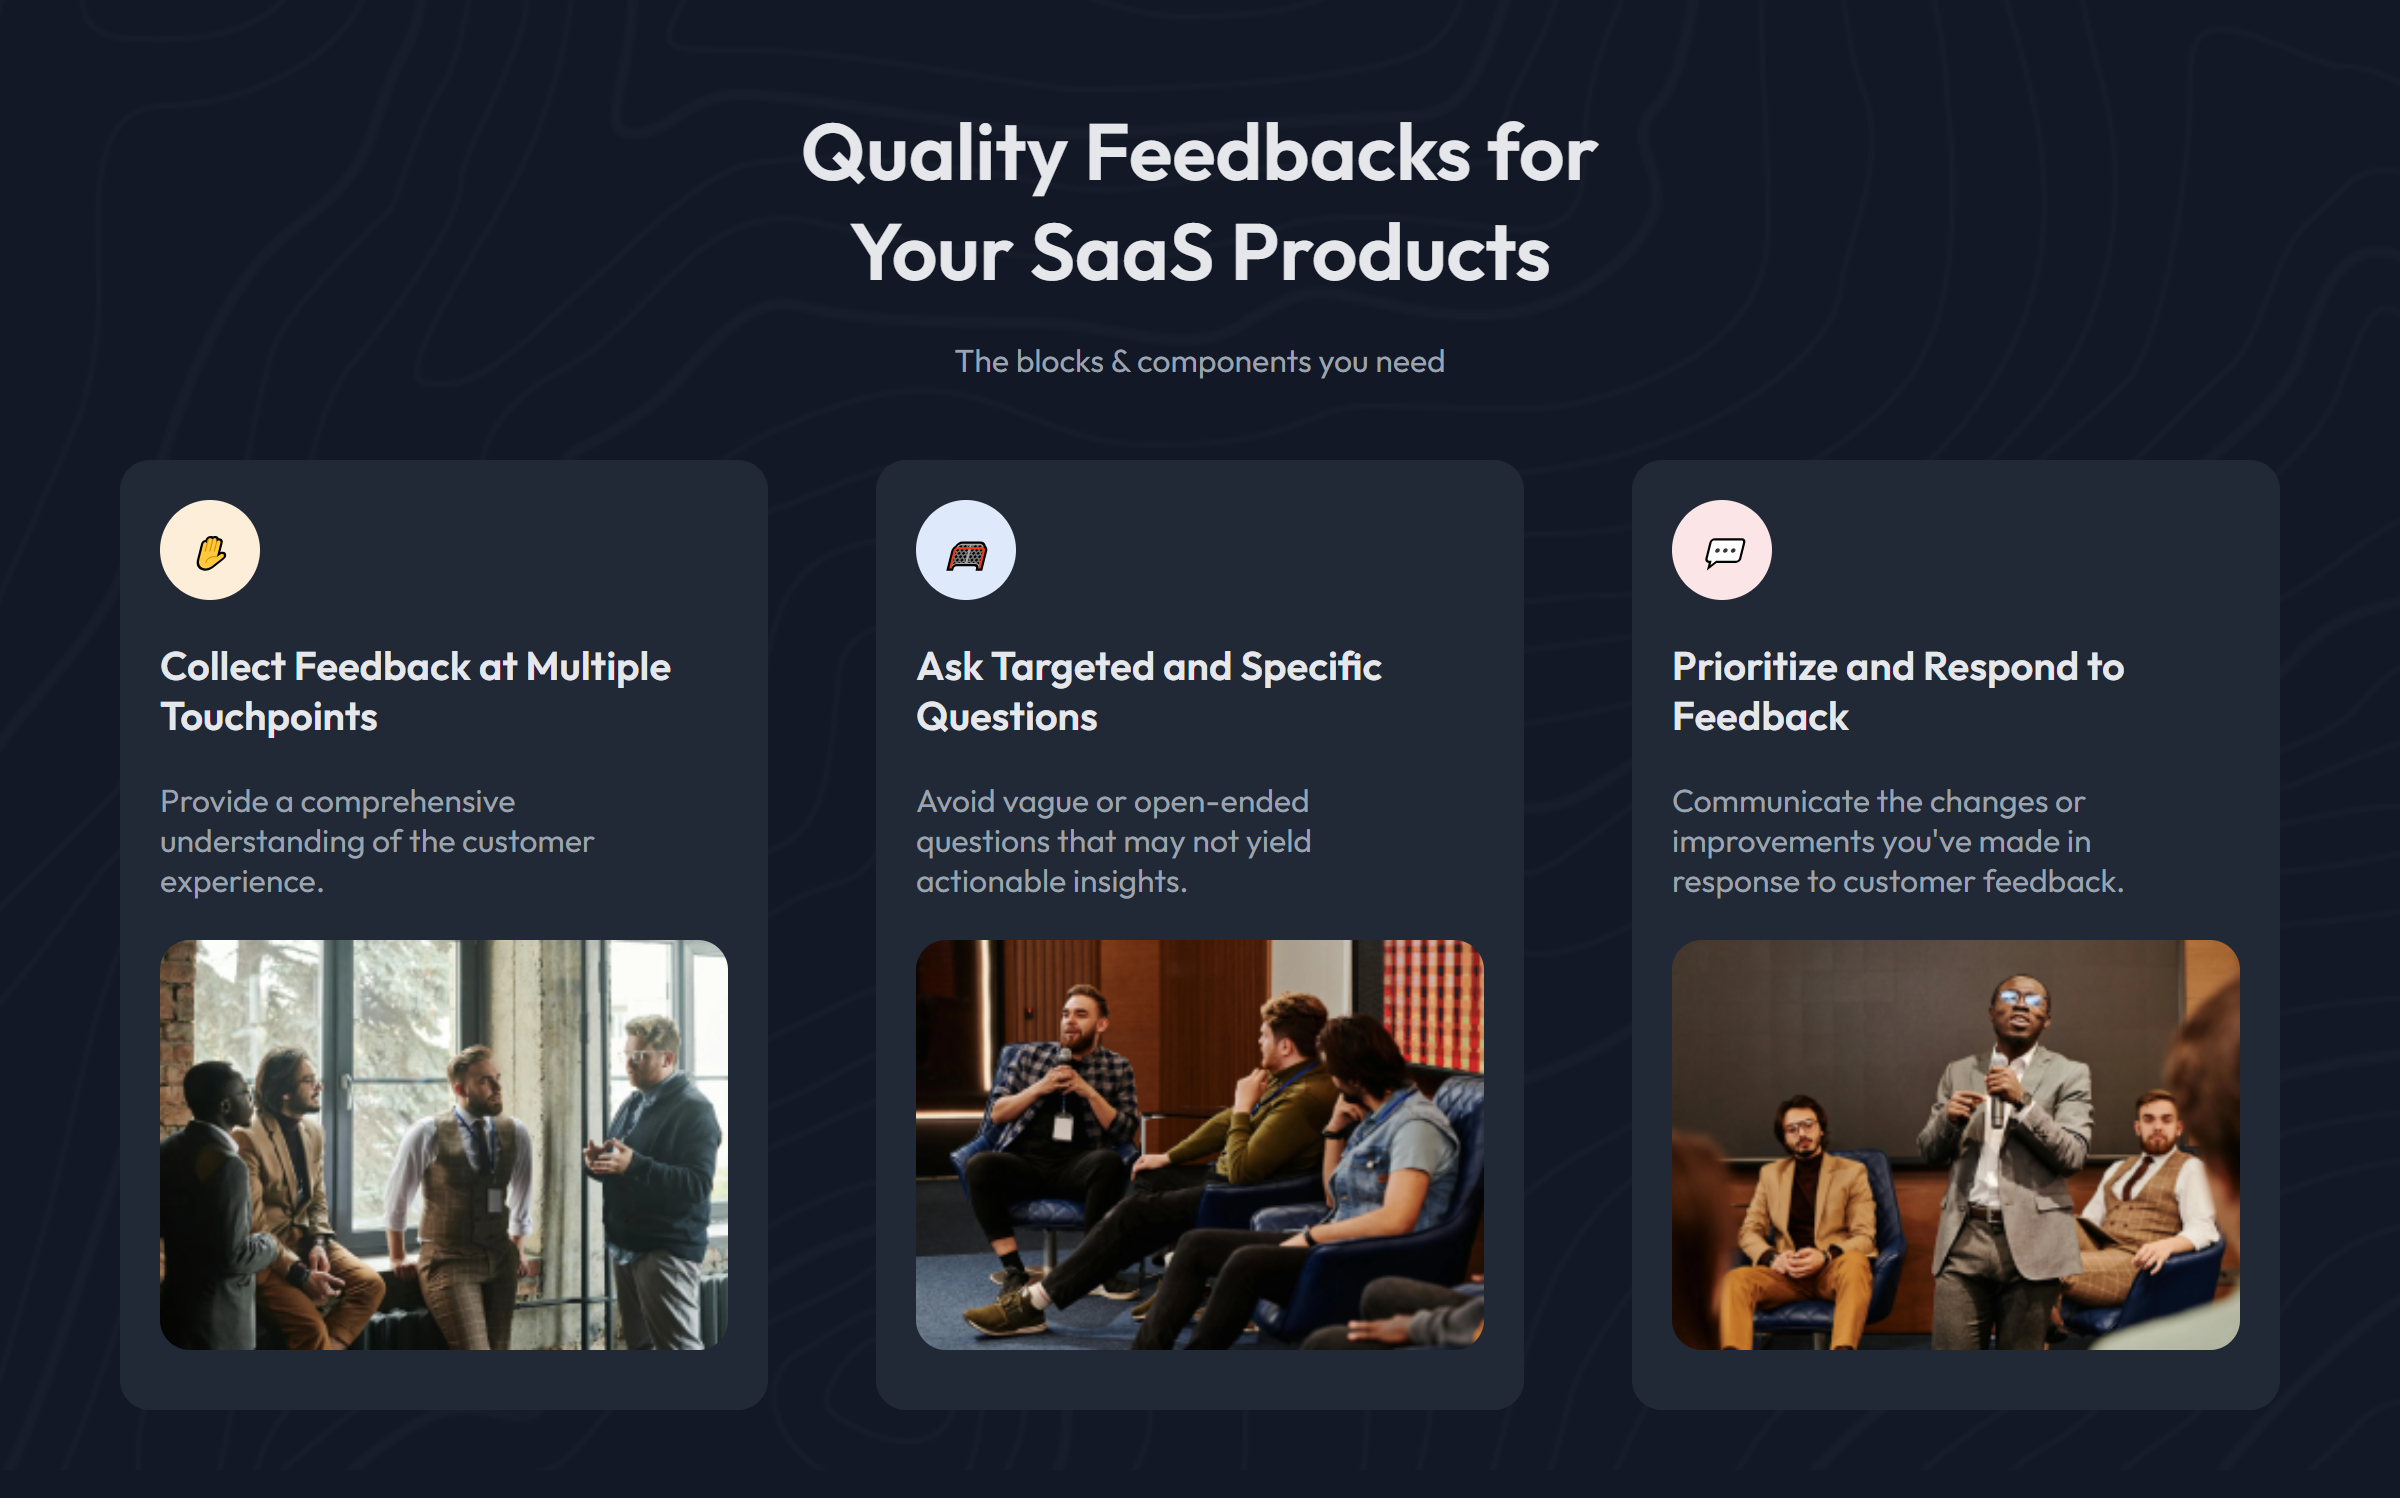 Quality Feedbacks for
Your SaaS Products
The blocks & components you need
Collect Feedback at Multiple
Touchpoints
Provide a comprehensive
understanding of the customer
experience.
Ask Targeted and Specific
Questions
Avoid vague or open-ended
questions that may not yield
actionable insights.
Prioritize and Respond to
Feedback
Communicate the changes or
improvements you've made in
response to customer feedback.